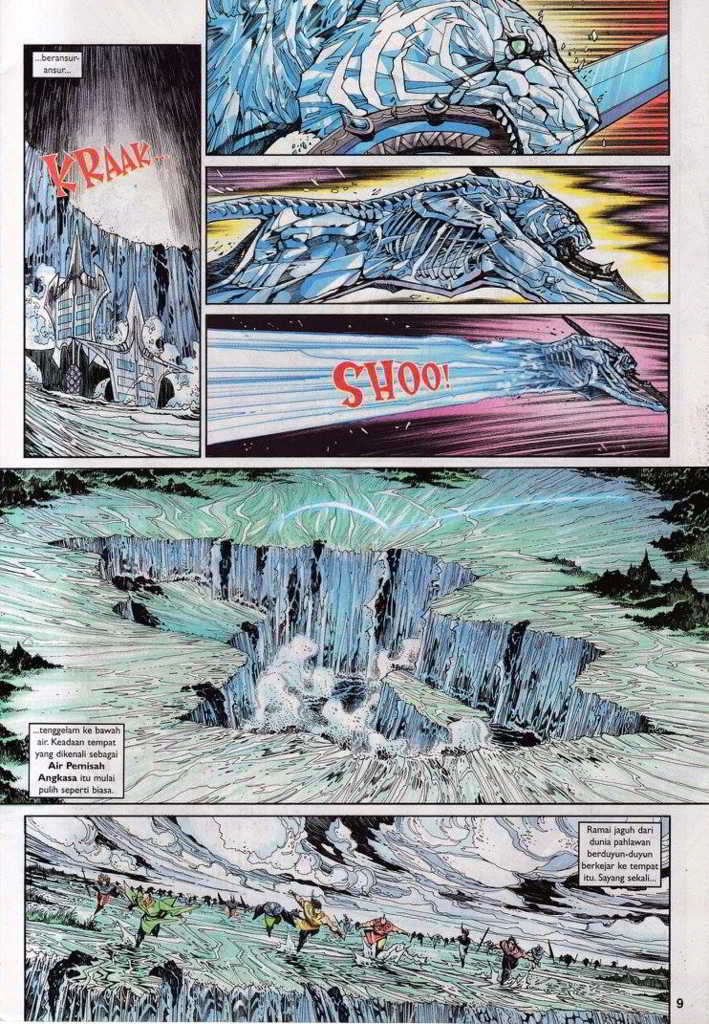 ...beransur-
ansur...
KRAAK...
SHOO!
...tenggelam ke bawah
air. Keadaan tempat
yang dikenali sebagai
Air Pemisah
Angkasa itu mulai
pulih seperti biasa.
Ramai jaguh dari
dunia pahlawan
berduyun-duyun
berkejar ke tempat
itu. Sayang sekali...
9